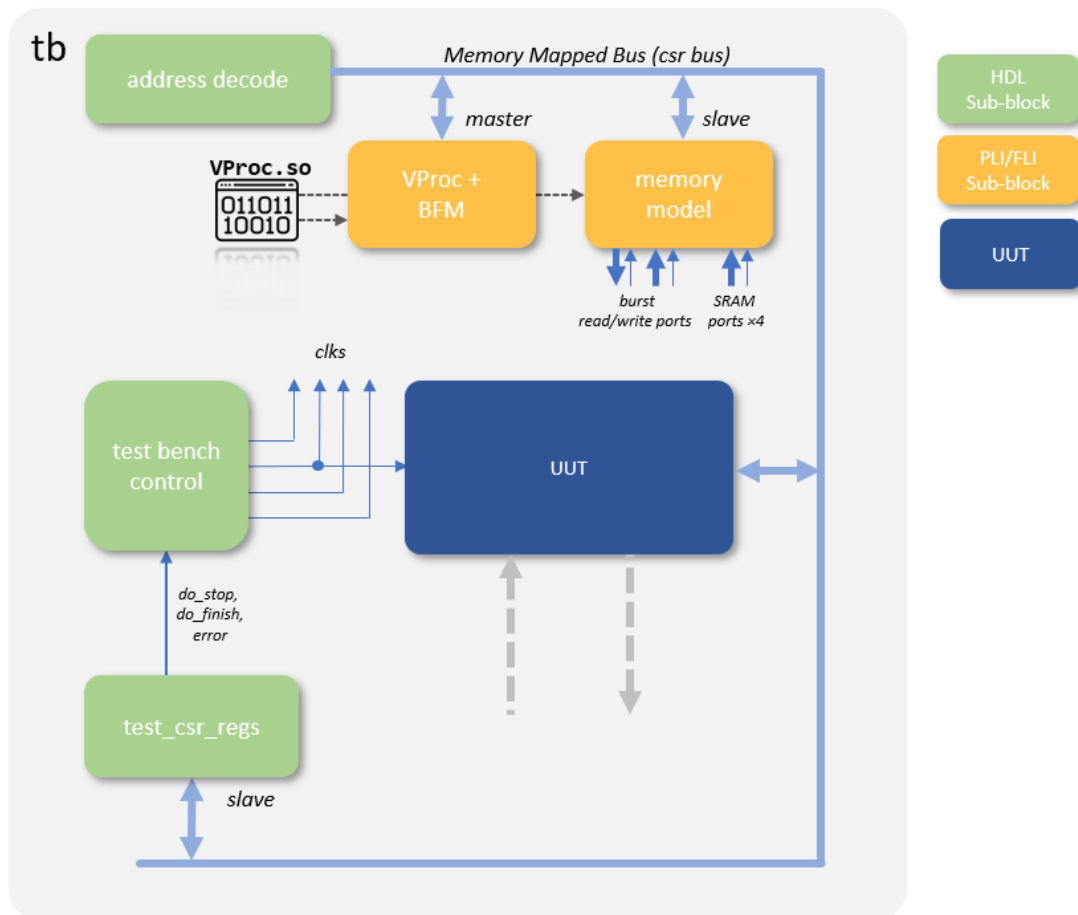 tb
address decode
Memory Mapped Bus (csr bus)
master
slave
VProc.so
011011
10010
VProc +
BFM
memory
model
burst
read/write ports
SRAM
ports ×4
clks
test bench
control
UUT
do_stop,
do_finish,
error
test_csr_regs
slave
HDL
Sub-block
PLI/FLI
Sub-block
UUT